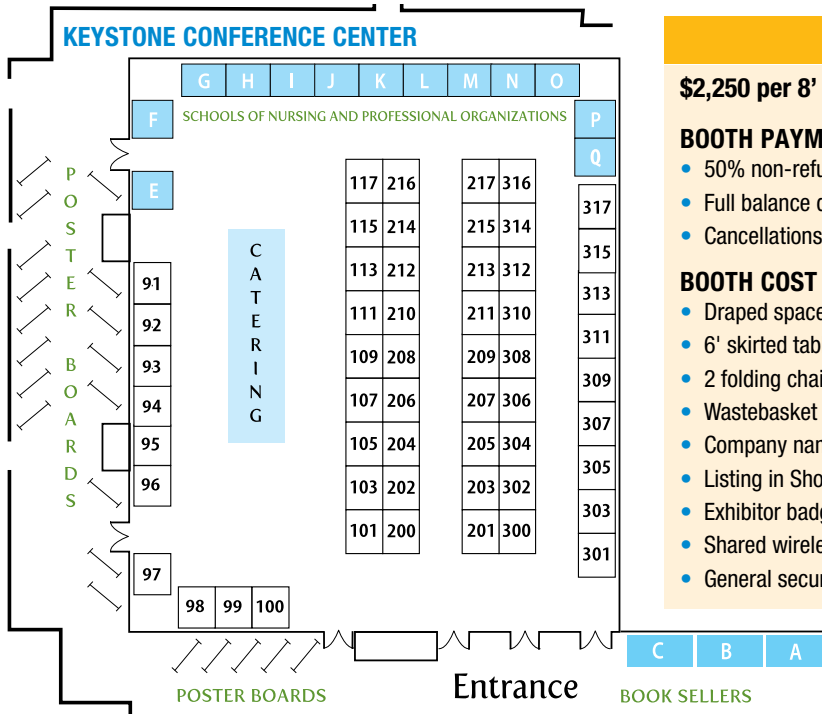 KEYSTONE CONFERENCE CENTER
G H I J K L M N O
F
SCHOOLS OF NURSING AND PROFESSIONAL ORGANIZATIONS
P
Q
E
POSTER BOARDS
CATERING
91
92
93
94
95
96
97
98 99 100
117 216
115 214
113 212
111 210
109 208
107 206
105 204
103 202
101 200
217 316
215 314
213 312
211 310
209 308
207 306
205 304
203 302
201 300
317
315
313
311
309
307
305
303
301
POSTER BOARDS
Entrance
C B A
BOOK SELLERS
$2,250 per 8'
BOOTH PAYM
• 50% non-refu
• Full balance d
• Cancellations
BOOTH COST
• Draped space
• 6' skirted tab
• 2 folding chai
• Wastebasket
• Company nam
• Listing in Sho
• Exhibitor badg
• Shared wirele
• General secur